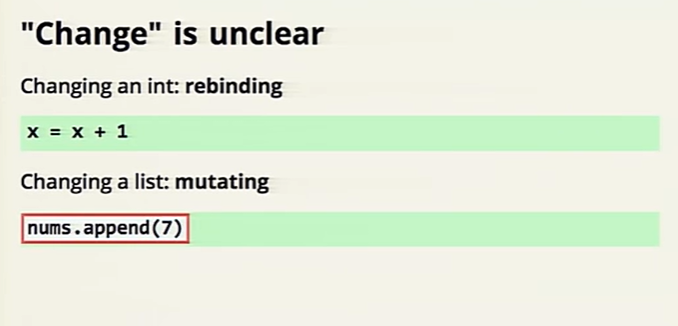 "Change" is unclear
Changing an int: rebinding
x = x + 1
Changing a list: mutating
nums.append(7)